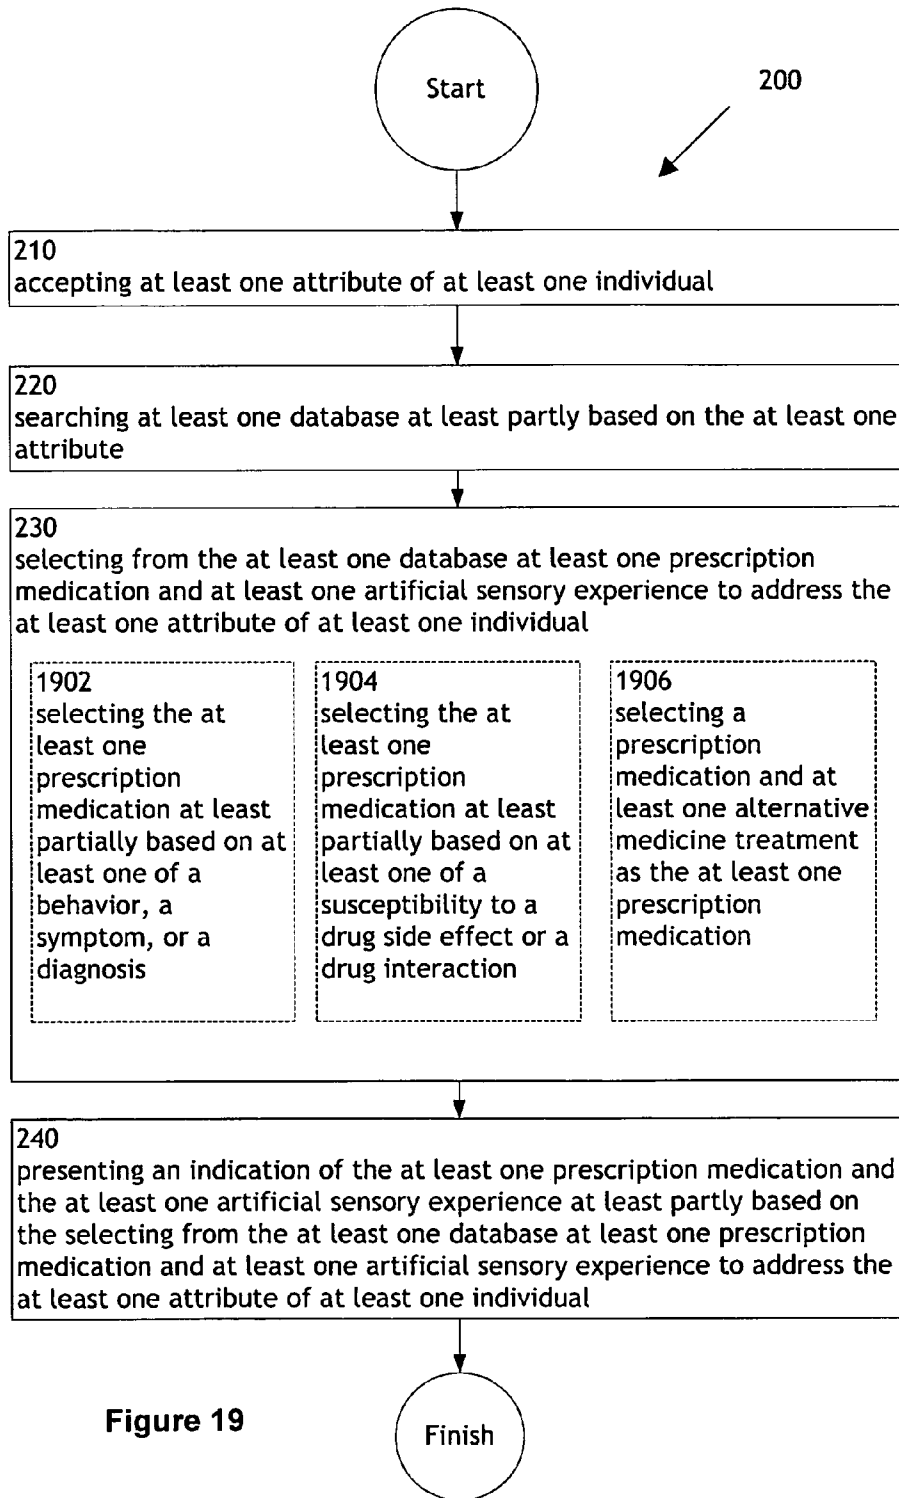 Start
200
210
accepting at least one attribute of at least one individual
220
searching at least one database at least partly based on the at least one
attribute
230
selecting from the at least one database at least one prescription
medication and at least one artificial sensory experience to address the
at least one attribute of at least one individual
1902
selecting the at
least one
prescription
medication at least
partially based on at
least one of a
behavior, a
symptom, or a
diagnosis
1904
selecting the at
least one
prescription
medication at least
partially based on at
least one of a
susceptibility to a
drug side effect or a
drug interaction
1906
selecting a
prescription
medication and at
least one alternative
medicine treatment
as the at least one
prescription
medication
240
presenting an indication of the at least one prescription medication and
the at least one artificial sensory experience at least partly based on
the selecting from the at least one database at least one prescription
medication and at least one artificial sensory experience to address the
at least one attribute of at least one individual
Figure 19
Finish